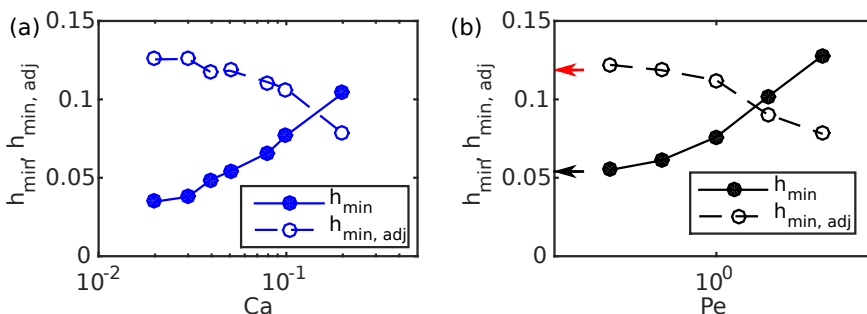 (a)
0.15
0.1
0.05
0
h_min, h_min, adj
h_min
h_min, adj
10^-2
10^-1
Ca
(b)
0.15
0.1
0.05
0
h_min, h_min, adj
h_min
h_min, adj
10^0
Pe